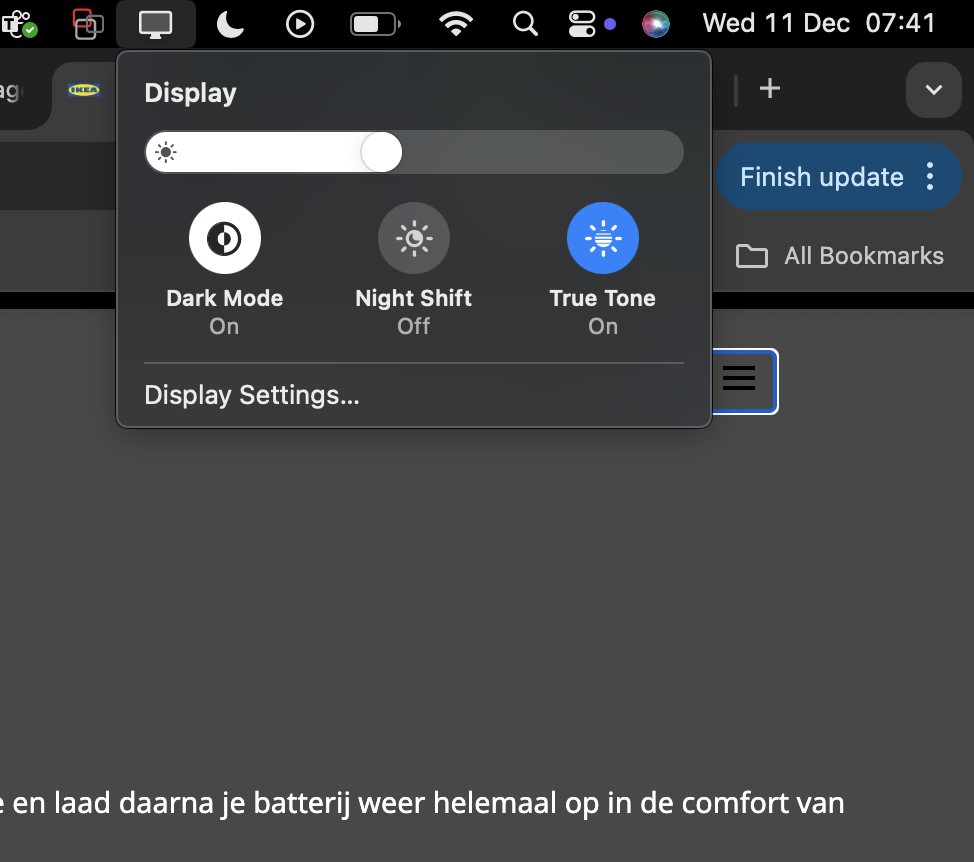 Wed 11 Dec 07:41
IKEA
Display
Finish update
All Bookmarks
Dark Mode
On
Night Shift
Off
True Tone
On
Display Settings...
en laad daarna je batterij weer helemaal op in de comfort van